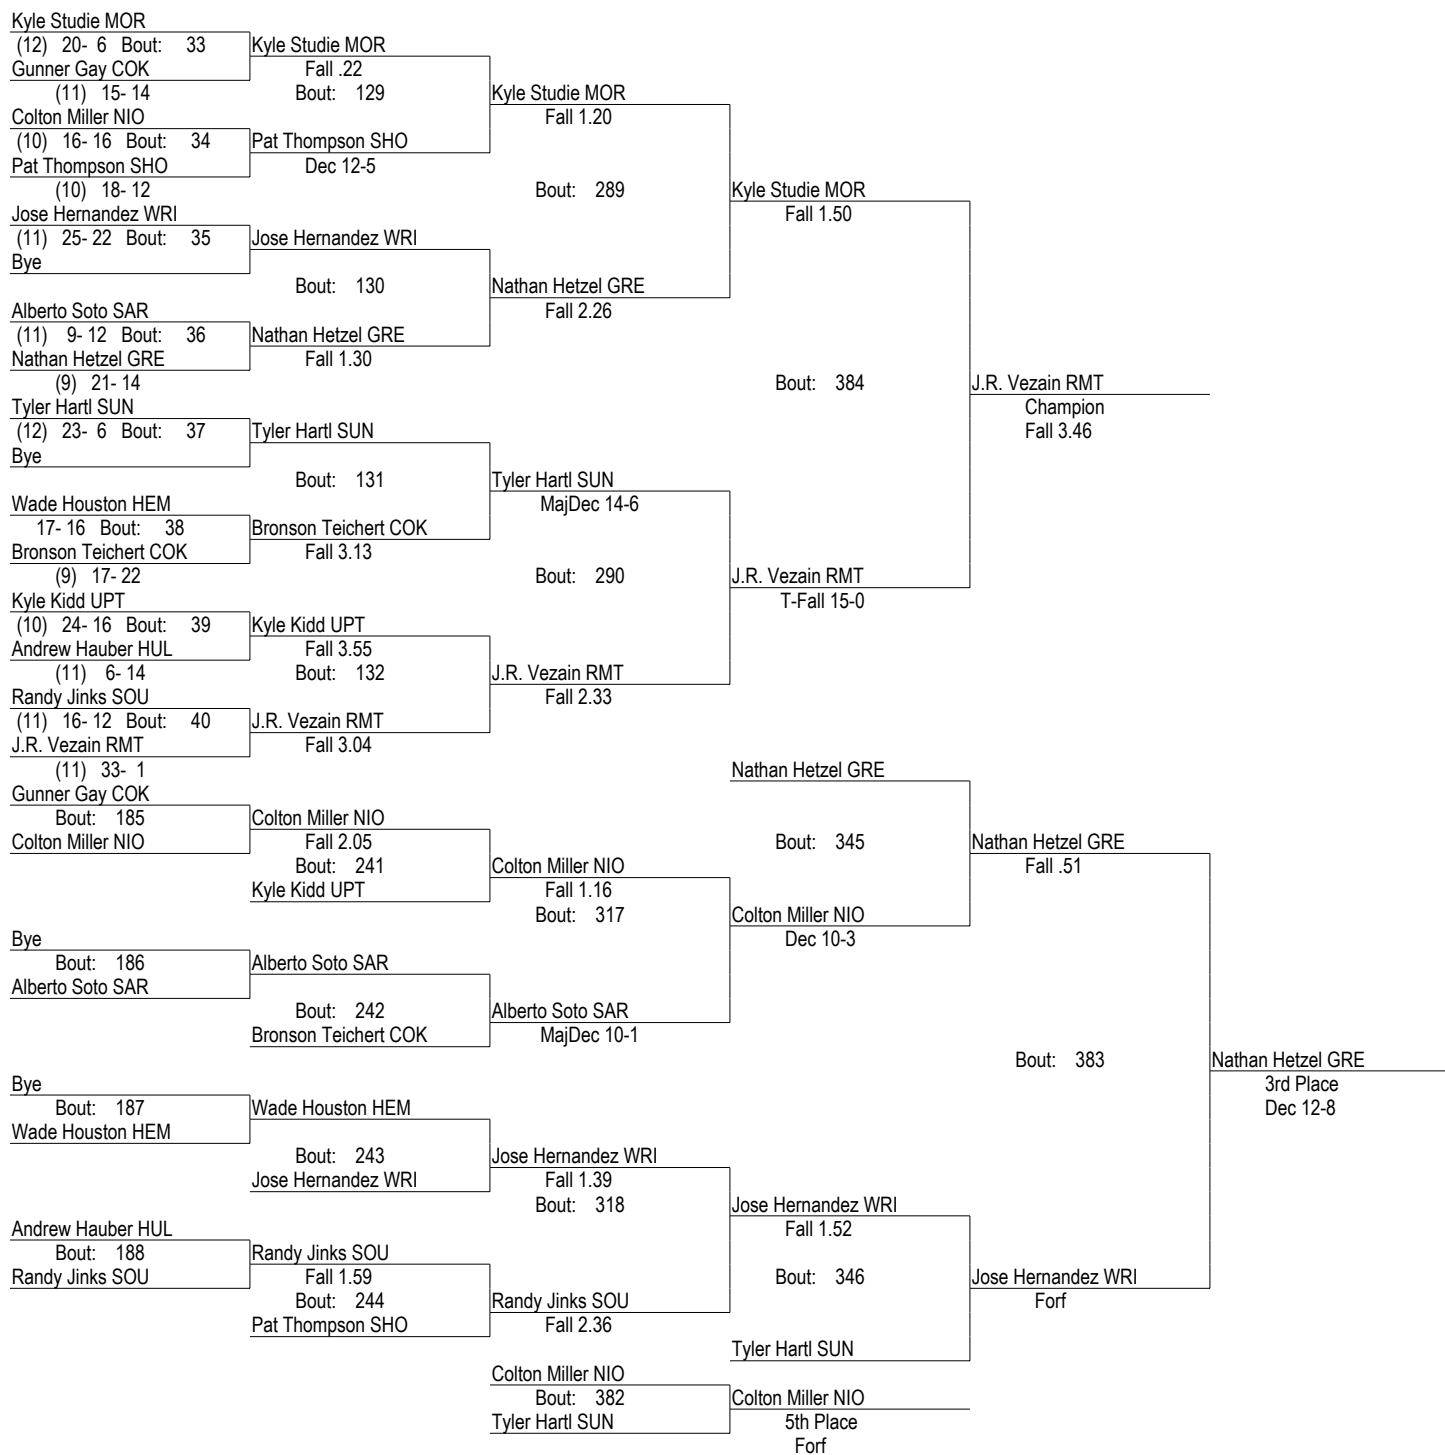 Kyle Studie MOR
(12) 20- 6 Bout: 33
Kyle Studie MOR
Gunner Gay COK
Fall .22
(11) 15- 14
Bout: 129
Kyle Studie MOR
Colton Miller NIO
Fall 1.20
(10) 16- 16 Bout: 34
Pat Thompson SHO
Pat Thompson SHO
Dec 12-5
(10) 18- 12
Bout: 289
Kyle Studie MOR
Jose Hernandez WRI
Fall 1.50
(11) 25- 22 Bout: 35
Jose Hernandez WRI
Bye
Bout: 130
Nathan Hetzel GRE
Alberto Soto SAR
Fall 2.26
(11) 9- 12 Bout: 36
Nathan Hetzel GRE
Nathan Hetzel GRE
Fall 1.30
(9) 21- 14
Bout: 384
J.R. Vezain RMT
Tyler Hartl SUN
Champion
(12) 23- 6 Bout: 37
Tyler Hartl SUN
Fall 3.46
Bye
Bout: 131
Tyler Hartl SUN
Wade Houston HEM
MajDec 14-6
17- 16 Bout: 38
Bronson Teichert COK
Bronson Teichert COK
Fall 3.13
(9) 17- 22
Bout: 290
J.R. Vezain RMT
Kyle Kidd UPT
T-Fall 15-0
(10) 24- 16 Bout: 39
Kyle Kidd UPT
Andrew Hauber HUL
Fall 3.55
(11) 6- 14
Bout: 132
J.R. Vezain RMT
Randy Jinks SOU
Fall 2.33
(11) 16- 12 Bout: 40
J.R. Vezain RMT
J.R. Vezain RMT
Fall 3.04
(11) 33- 1
Nathan Hetzel GRE
Gunner Gay COK
Bout: 185
Colton Miller NIO
Colton Miller NIO
Fall 2.05
Bout: 345
Nathan Hetzel GRE
Bout: 241
Colton Miller NIO
Fall .51
Kyle Kidd UPT
Fall 1.16
Bout: 317
Colton Miller NIO
Bye
Dec 10-3
Bout: 186
Alberto Soto SAR
Alberto Soto SAR
Bout: 242
Alberto Soto SAR
Bronson Teichert COK
MajDec 10-1
Bout: 383
Nathan Hetzel GRE
Bye
3rd Place
Bout: 187
Wade Houston HEM
Dec 12-8
Wade Houston HEM
Bout: 243
Jose Hernandez WRI
Jose Hernandez WRI
Fall 1.39
Bout: 318
Jose Hernandez WRI
Andrew Hauber HUL
Fall 1.52
Bout: 188
Randy Jinks SOU
Randy Jinks SOU
Fall 1.59
Bout: 346
Jose Hernandez WRI
Bout: 244
Randy Jinks SOU
Forf
Pat Thompson SHO
Fall 2.36
Tyler Hartl SUN
Colton Miller NIO
Bout: 382
Colton Miller NIO
Tyler Hartl SUN
5th Place
Forf